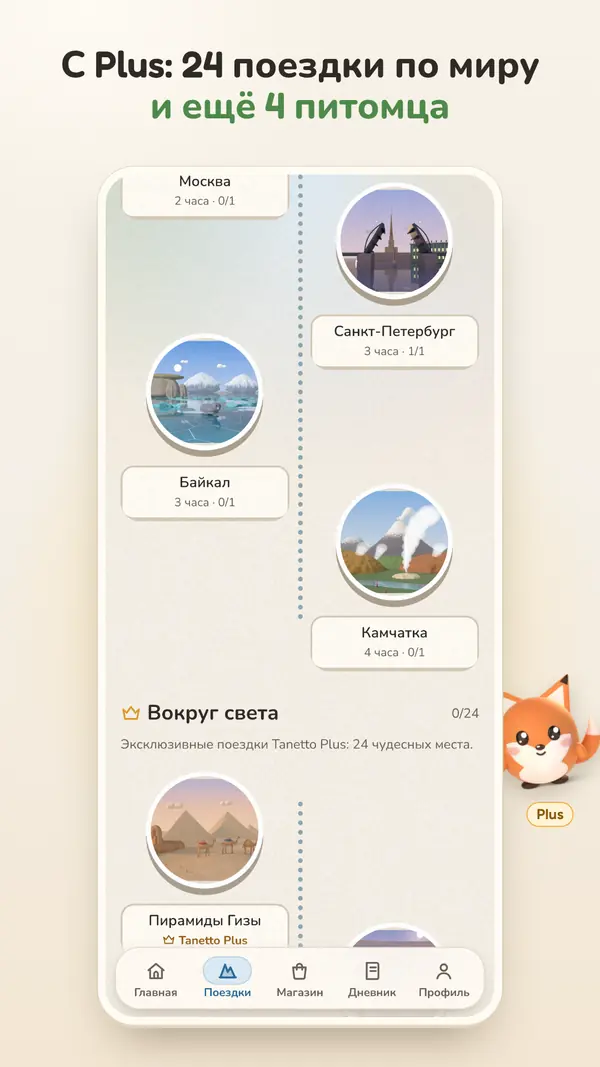 С Plus: 24 поездки по миру
и ещё 4 питомца
Москва
2 часа · 0/1
Санкт-Петербург
3 часа · 1/1
Байкал
3 часа · 0/1
Камчатка
4 часа · 0/1
Вокруг света
0/24
Эксклюзивные поездки Tanetto Plus: 24 чудесных места.
Plus
Пирамиды Гизы
Tanetto Plus
Главная
Поездки
Магазин
Дневник
Профиль